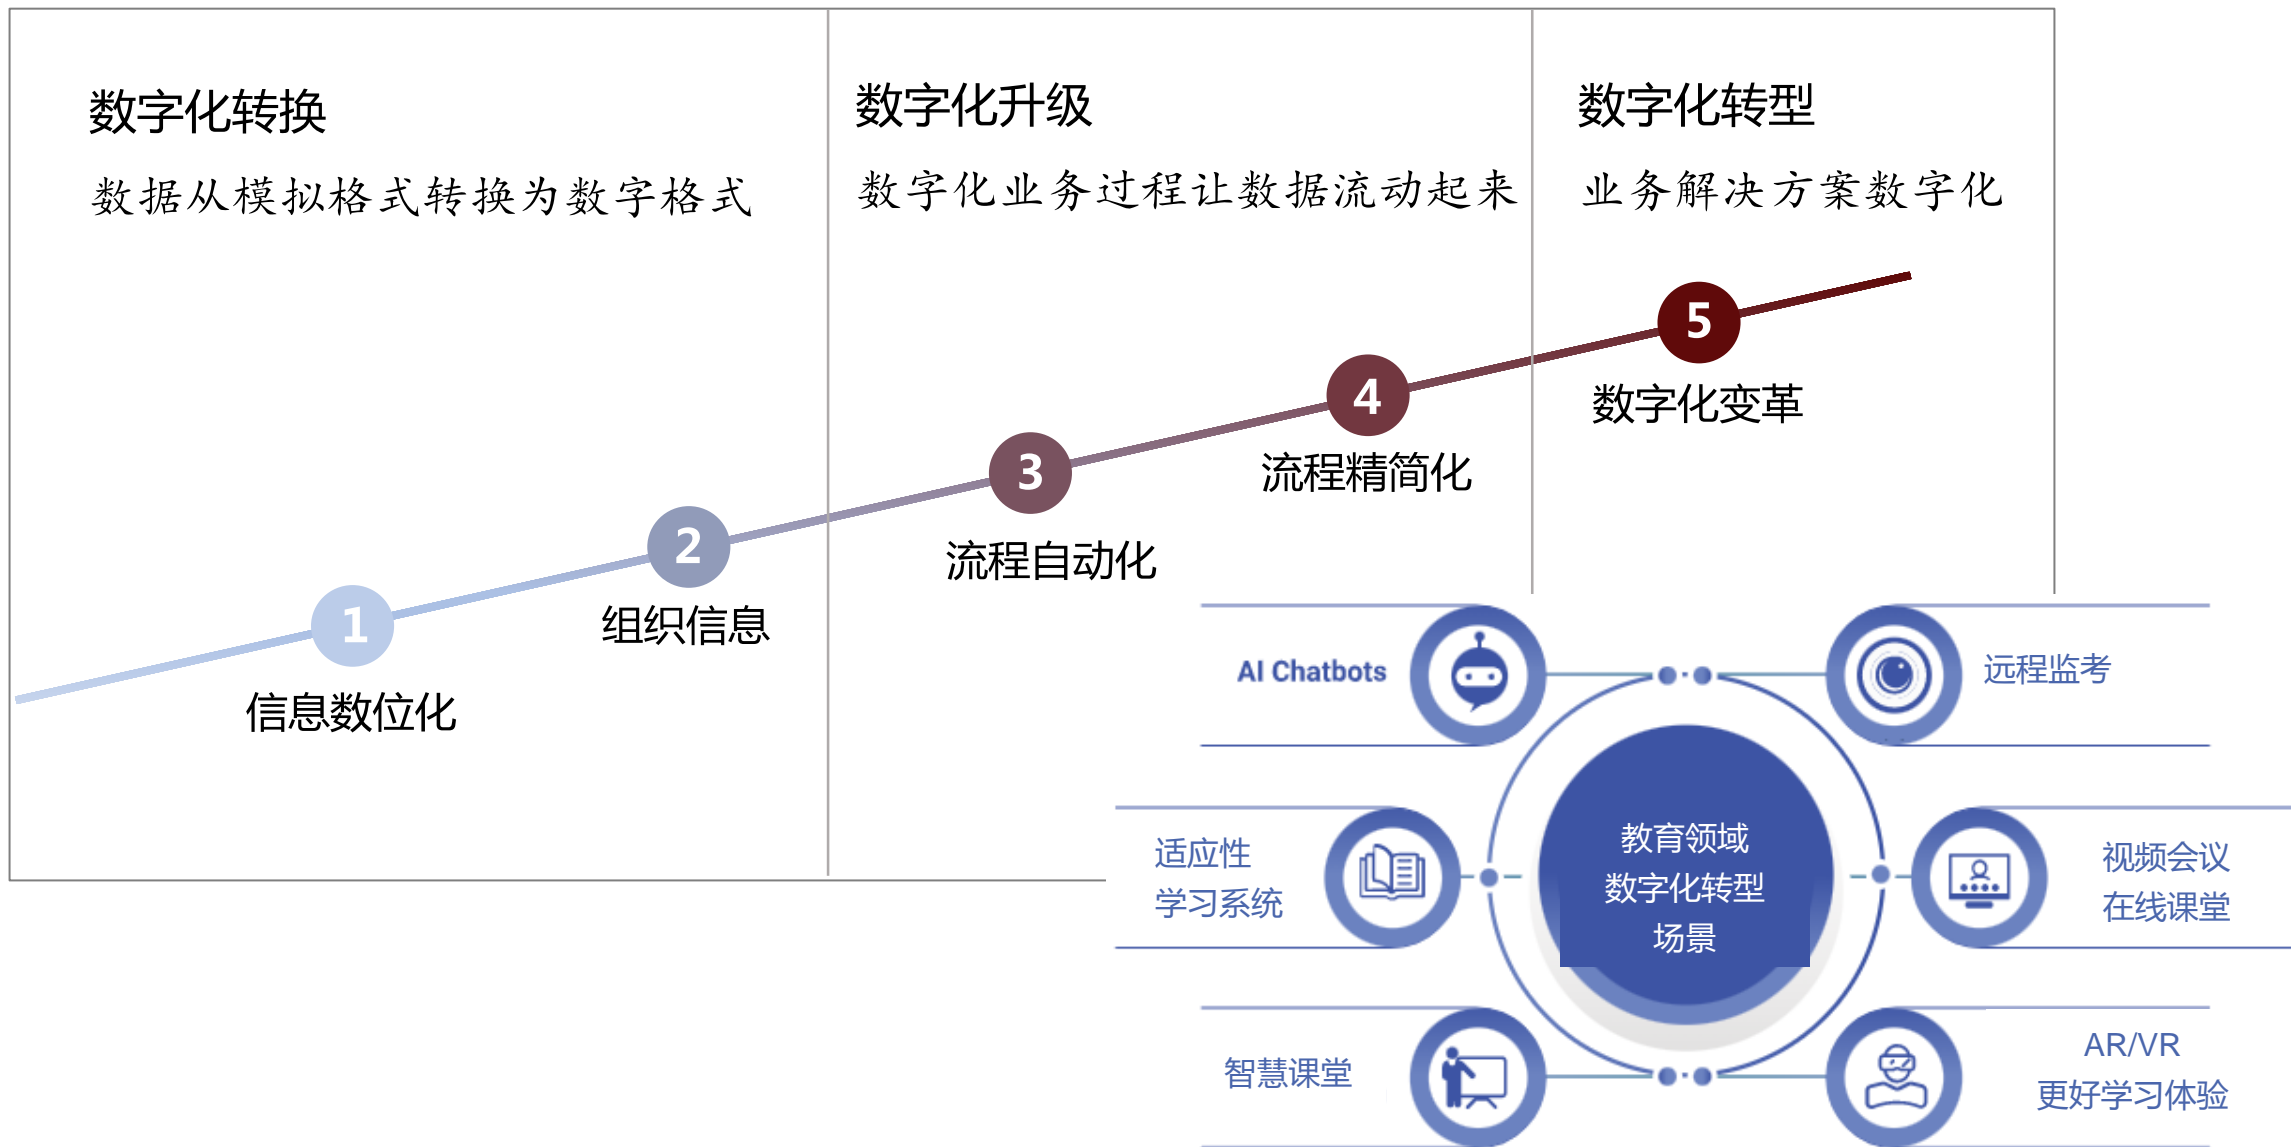 数字化转换
数据从模拟格式转换为数字格式
数字化升级
数字化业务过程让数据流动起来
数字化转型
业务解决方案数字化
1
信息数位化
2
组织信息
3
流程自动化
4
流程精简化
5
数字化变革
AI Chatbots
远程监考
适应性
学习系统
教育领域
数字化转型
场景
视频会议
在线课堂
智慧课堂
AR/VR
更好学习体验